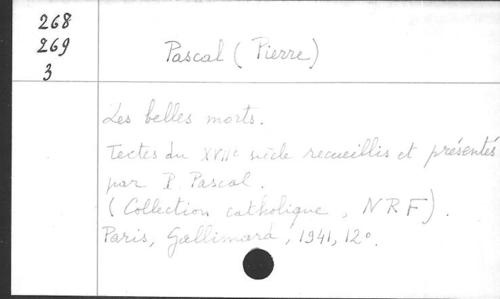 268
269
3
Pascal (Pierre)
Les belles morts.
Textes du XVIIe siècle recueillis et présentés
par P. Pascal.
(Collection catholique, NRF).
Paris, Gallimard, 1941, 12º.